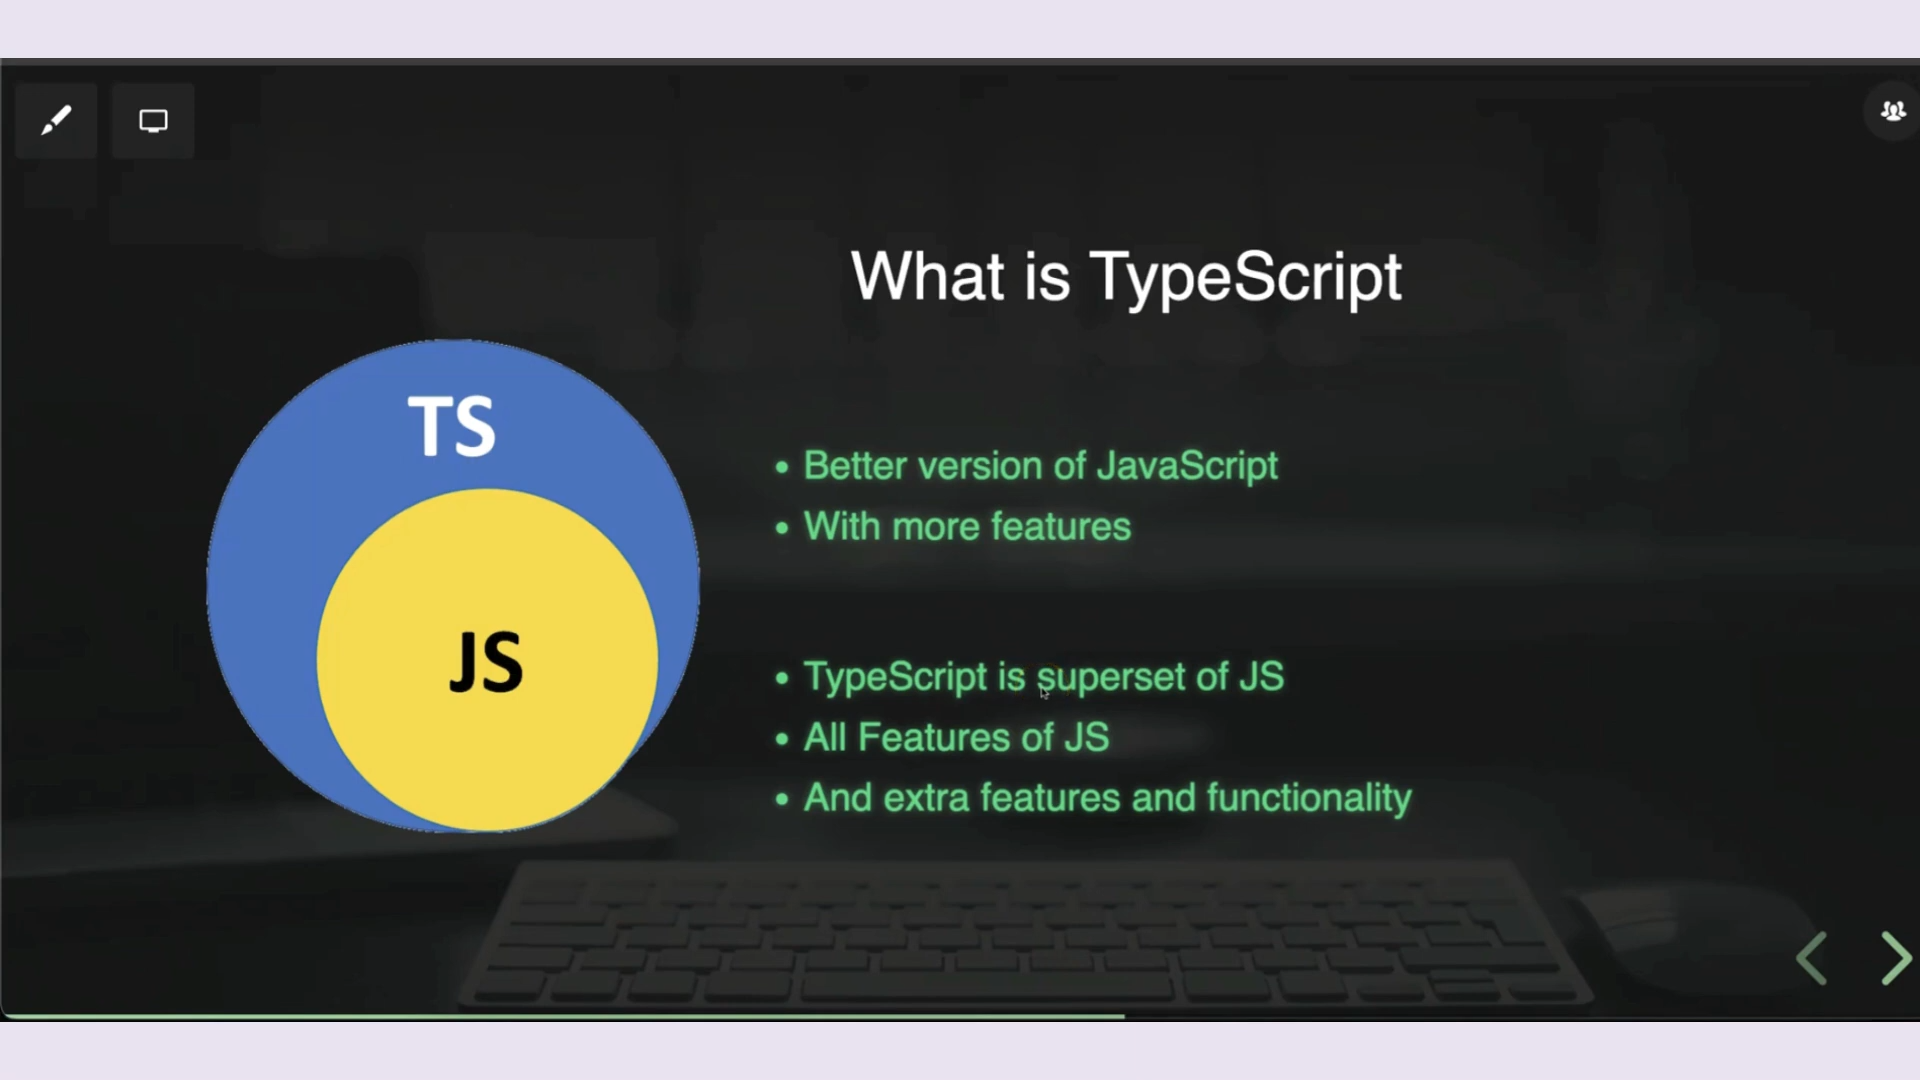 What is TypeScript
TS
JS
• Better version of JavaScript
• With more features
• TypeScript is superset of JS
• All Features of JS
• And extra features and functionality